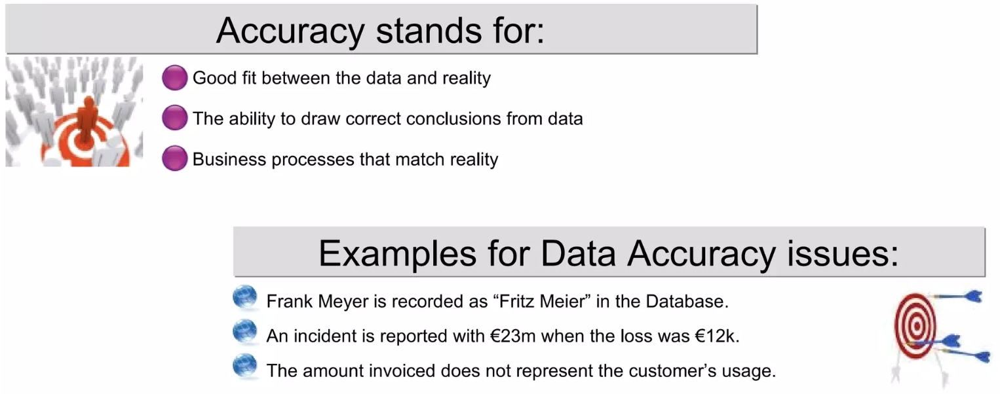 Accuracy stands for:
Good fit between the data and reality
The ability to draw correct conclusions from data
Business processes that match reality
Examples for Data Accuracy issues:
Frank Meyer is recorded as “Fritz Meier” in the Database.
An incident is reported with €23m when the loss was €12k.
The amount invoiced does not represent the customer’s usage.